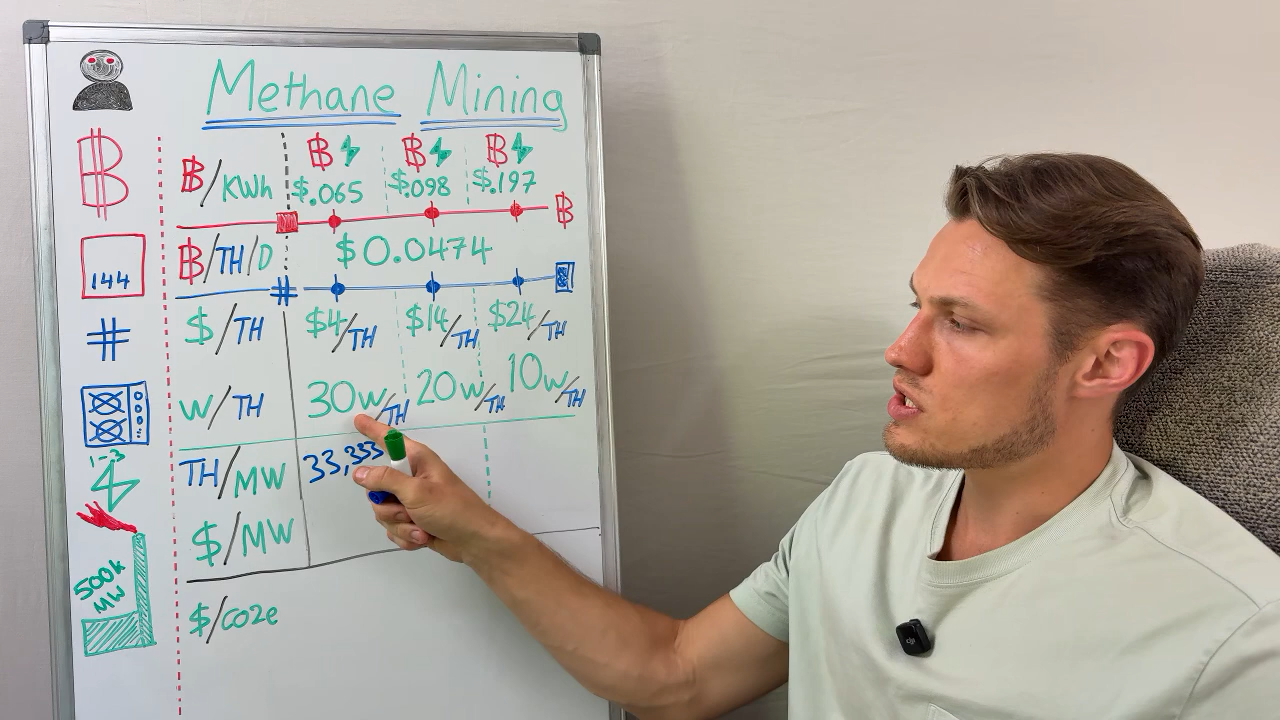 Methane Mining
₿/KWh $.065 $.098 $.197
₿/TH/D $0.0474
144
# $/TH $4/TH $14/TH $24/TH
W/TH 30W/TH 20W/TH 10W/TH
1-3
TH/MW 33,333
$/MW
500k
MW
$/CO2e